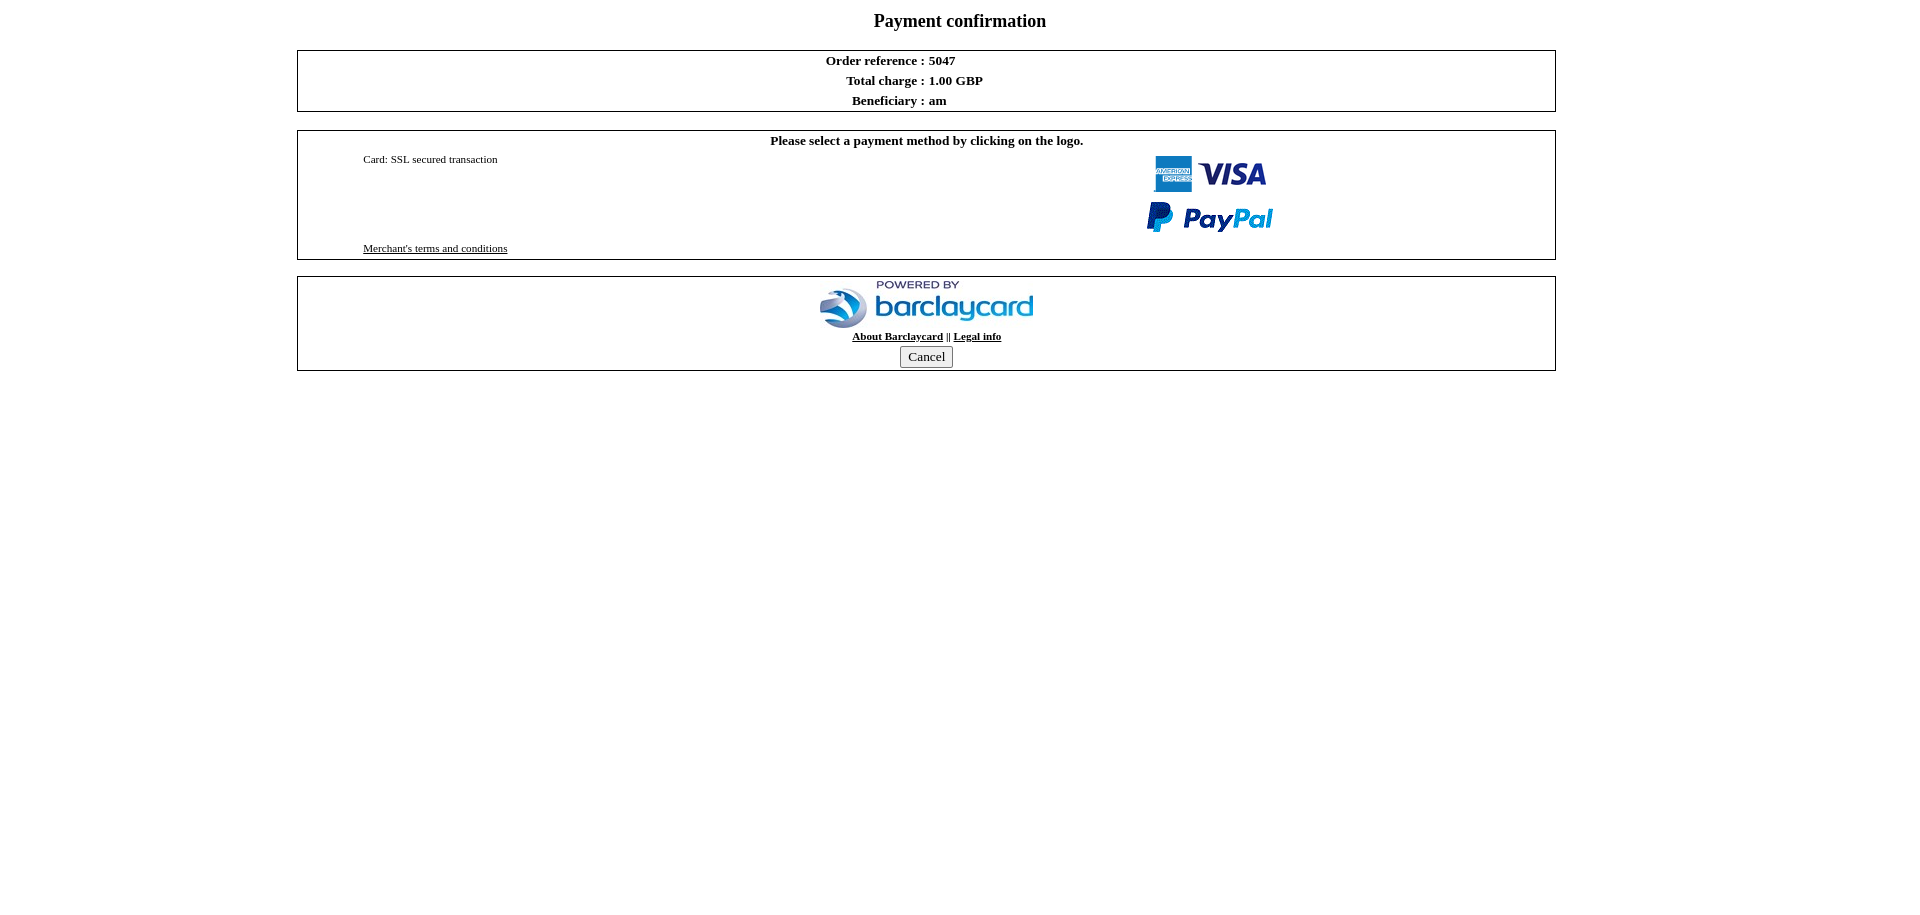 Payment confirmation
Order reference : 5047
Total charge : 1.00 GBP
Beneficiary : am
Please select a payment method by clicking on the logo.
Card: SSL secured transaction
AMERICAN EXPRESS VISA
PayPal
Merchant's terms and conditions
POWERED BY
barclaycard
About Barclaycard || Legal info
Cancel